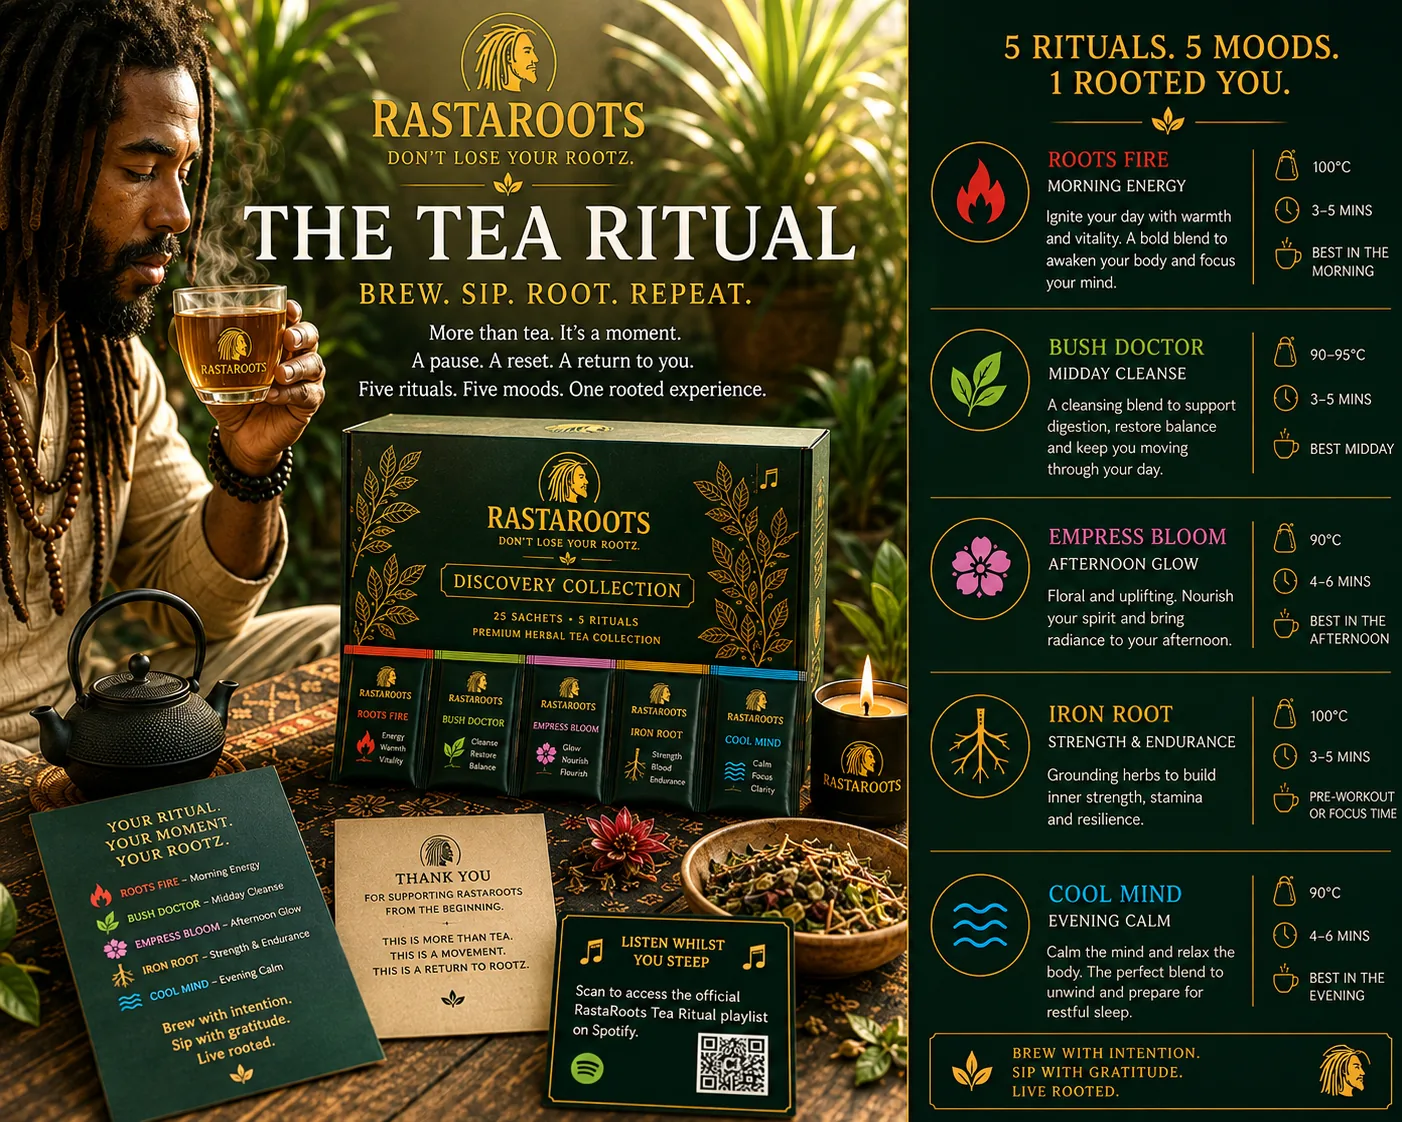 RASTAROOTS
DON'T LOSE YOUR ROOTZ.
THE TEA RITUAL
BREW. SIP. ROOT. REPEAT.
More than tea. It's a moment.
A pause. A reset. A return to you.
Five rituals. Five moods. One rooted experience.
RASTAROOTS
RASTAROOTS
DON'T LOSE YOUR ROOTZ.
DISCOVERY COLLECTION
25 SACHETS • 5 RITUALS
PREMIUM HERBAL TEA COLLECTION
RASTAROOTS
ROOTS FIRE
Energy
Warmth
Vitality
RASTAROOTS
BUSH DOCTOR
Cleanse
Restore
Balance
RASTAROOTS
EMPRESS BLOOM
Glow
Nourish
Flourish
RASTAROOTS
IRON ROOT
Strength
Blood
Endurance
RASTAROOTS
COOL MIND
Calm
Focus
Clarity
RASTAROOTS
YOUR RITUAL.
YOUR MOMENT.
YOUR ROOTZ.
ROOTS FIRE – Morning Energy
BUSH DOCTOR – Midday Cleanse
EMPRESS BLOOM – Afternoon Glow
IRON ROOT – Strength & Endurance
COOL MIND – Evening Calm
Brew with intention.
Sip with gratitude.
Live rooted.
THANK YOU
FOR SUPPORTING RASTAROOTS
FROM THE BEGINNING.
THIS IS MORE THAN TEA.
THIS IS A MOVEMENT.
THIS IS A RETURN TO ROOTZ.
LISTEN WHILST
YOU STEEP
Scan to access the official
RastaRoots Tea Ritual playlist
on Spotify.
5 RITUALS. 5 MOODS.
1 ROOTED YOU.
ROOTS FIRE
MORNING ENERGY
Ignite your day with warmth
and vitality. A bold blend to
awaken your body and focus
your mind.
100°C
3–5 MINS
BEST IN THE
MORNING
BUSH DOCTOR
MIDDAY CLEANSE
A cleansing blend to support
digestion, restore balance
and keep you moving
through your day.
90–95°C
3–5 MINS
BEST MIDDAY
EMPRESS BLOOM
AFTERNOON GLOW
Floral and uplifting. Nourish
your spirit and bring
radiance to your afternoon.
90°C
4–6 MINS
BEST IN THE
AFTERNOON
IRON ROOT
STRENGTH & ENDURANCE
Grounding herbs to build
inner strength, stamina
and resilience.
100°C
3–5 MINS
PRE-WORKOUT
OR FOCUS TIME
COOL MIND
EVENING CALM
Calm the mind and relax the
body. The perfect blend to
unwind and prepare for
restful sleep.
90°C
4–6 MINS
BEST IN THE
EVENING
BREW WITH INTENTION.
SIP WITH GRATITUDE.
LIVE ROOTED.